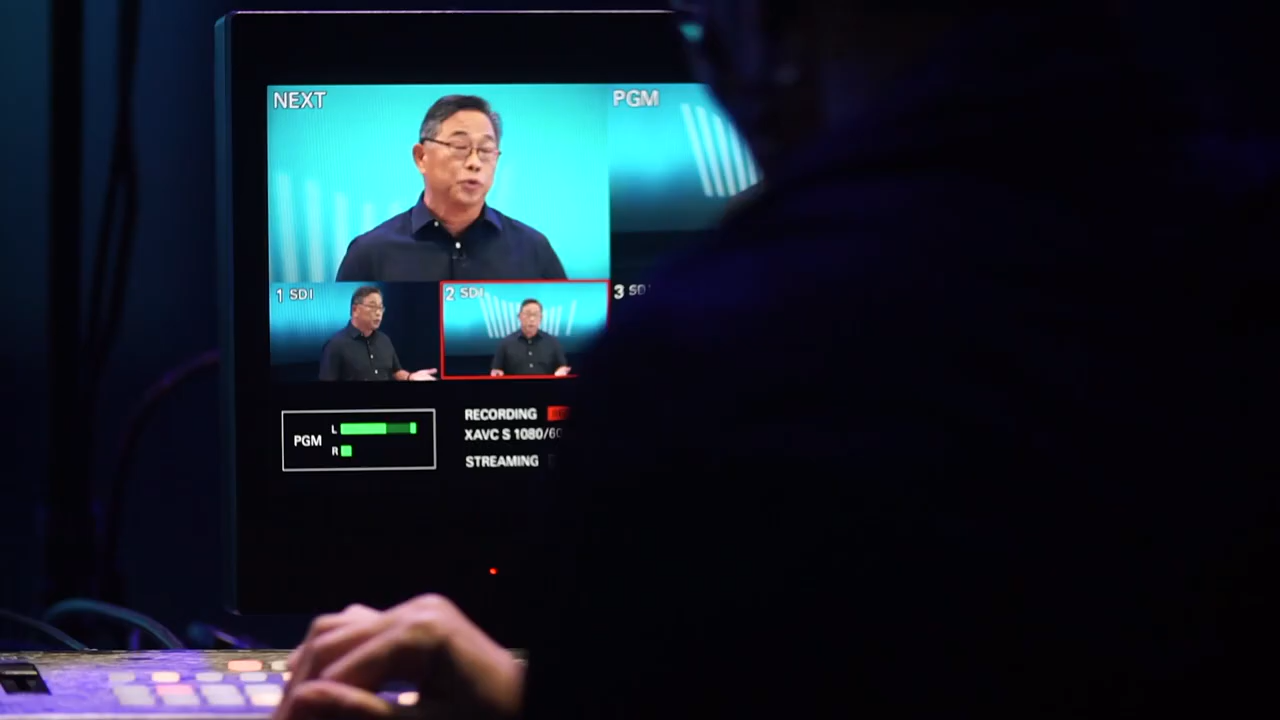 NEXT
PGM
1 SDI
2 SDI
3 SD
PGM
L
R
RECORDING
XAVC S 1080/60
STREAMING